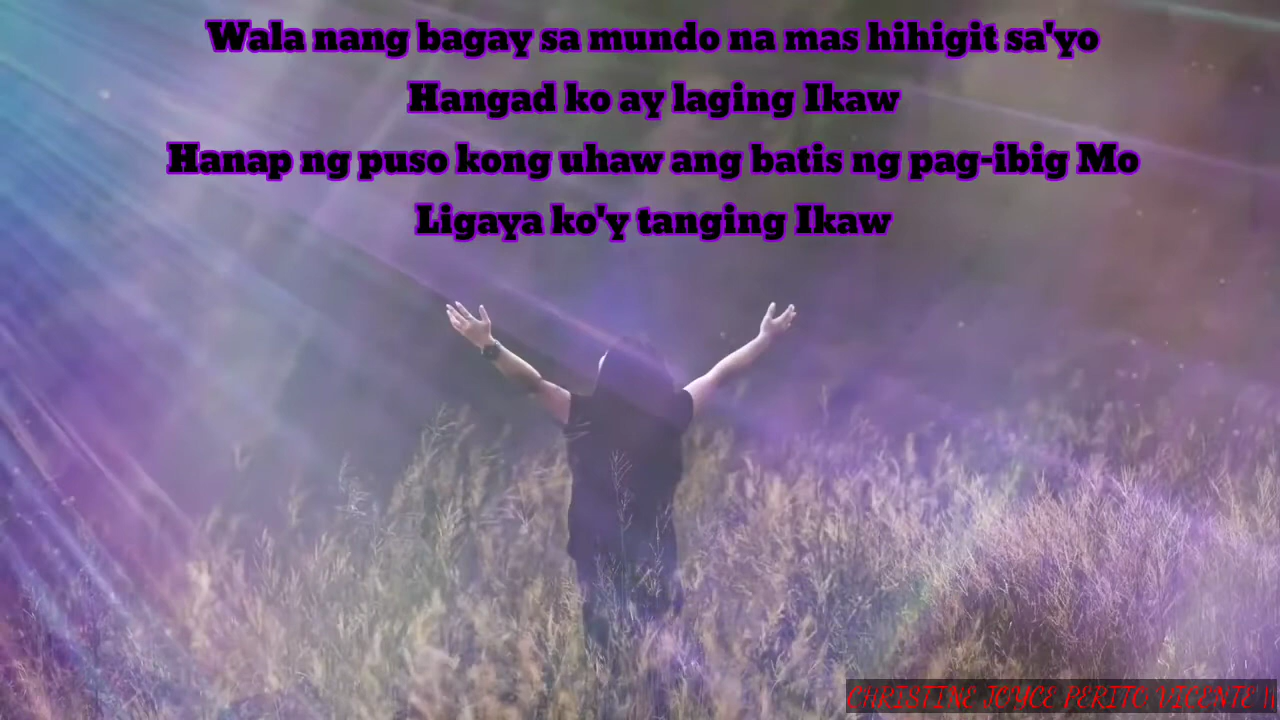 Wala nang bagay sa mundo na mas hihigit sa'yo
Hangad ko ay laging Ikaw
Hanap ng puso kong uhaw ang batis ng pag-ibig Mo
Ligaya ko'y tanging Ikaw
CHRISTINE JOYCE PERITO VICENTE ||